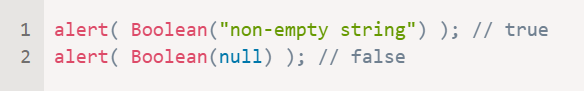 1 alert( Boolean("non-empty string") ); // true
2 alert( Boolean(null) ); // false